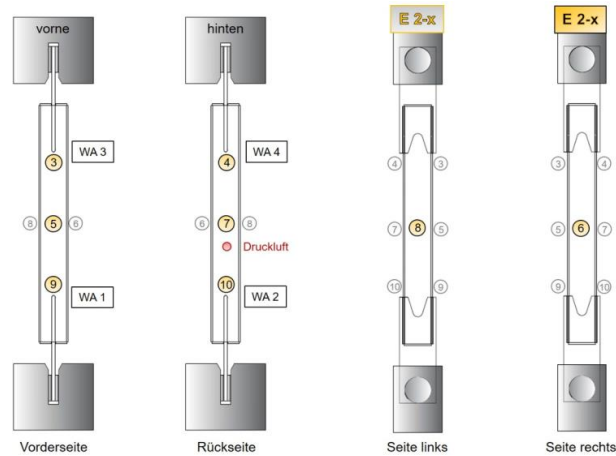 vorne
hinten
E 2-x
E 2-x
3
WA 3
4
WA 4
4
3
3
4
8
5
6
6
7
8
7
8
5
5
6
7
Druckluft
9
WA 1
10
WA 2
10
9
9
10
Vorderseite
Rückseite
Seite links
Seite rechts